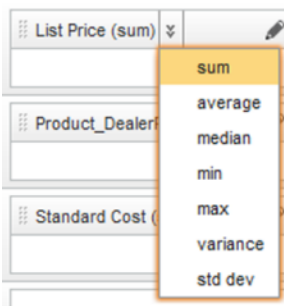 List Price (sum)
sum
average
Product_Dealer
median
min
max
Standard Cost (
variance
std dev